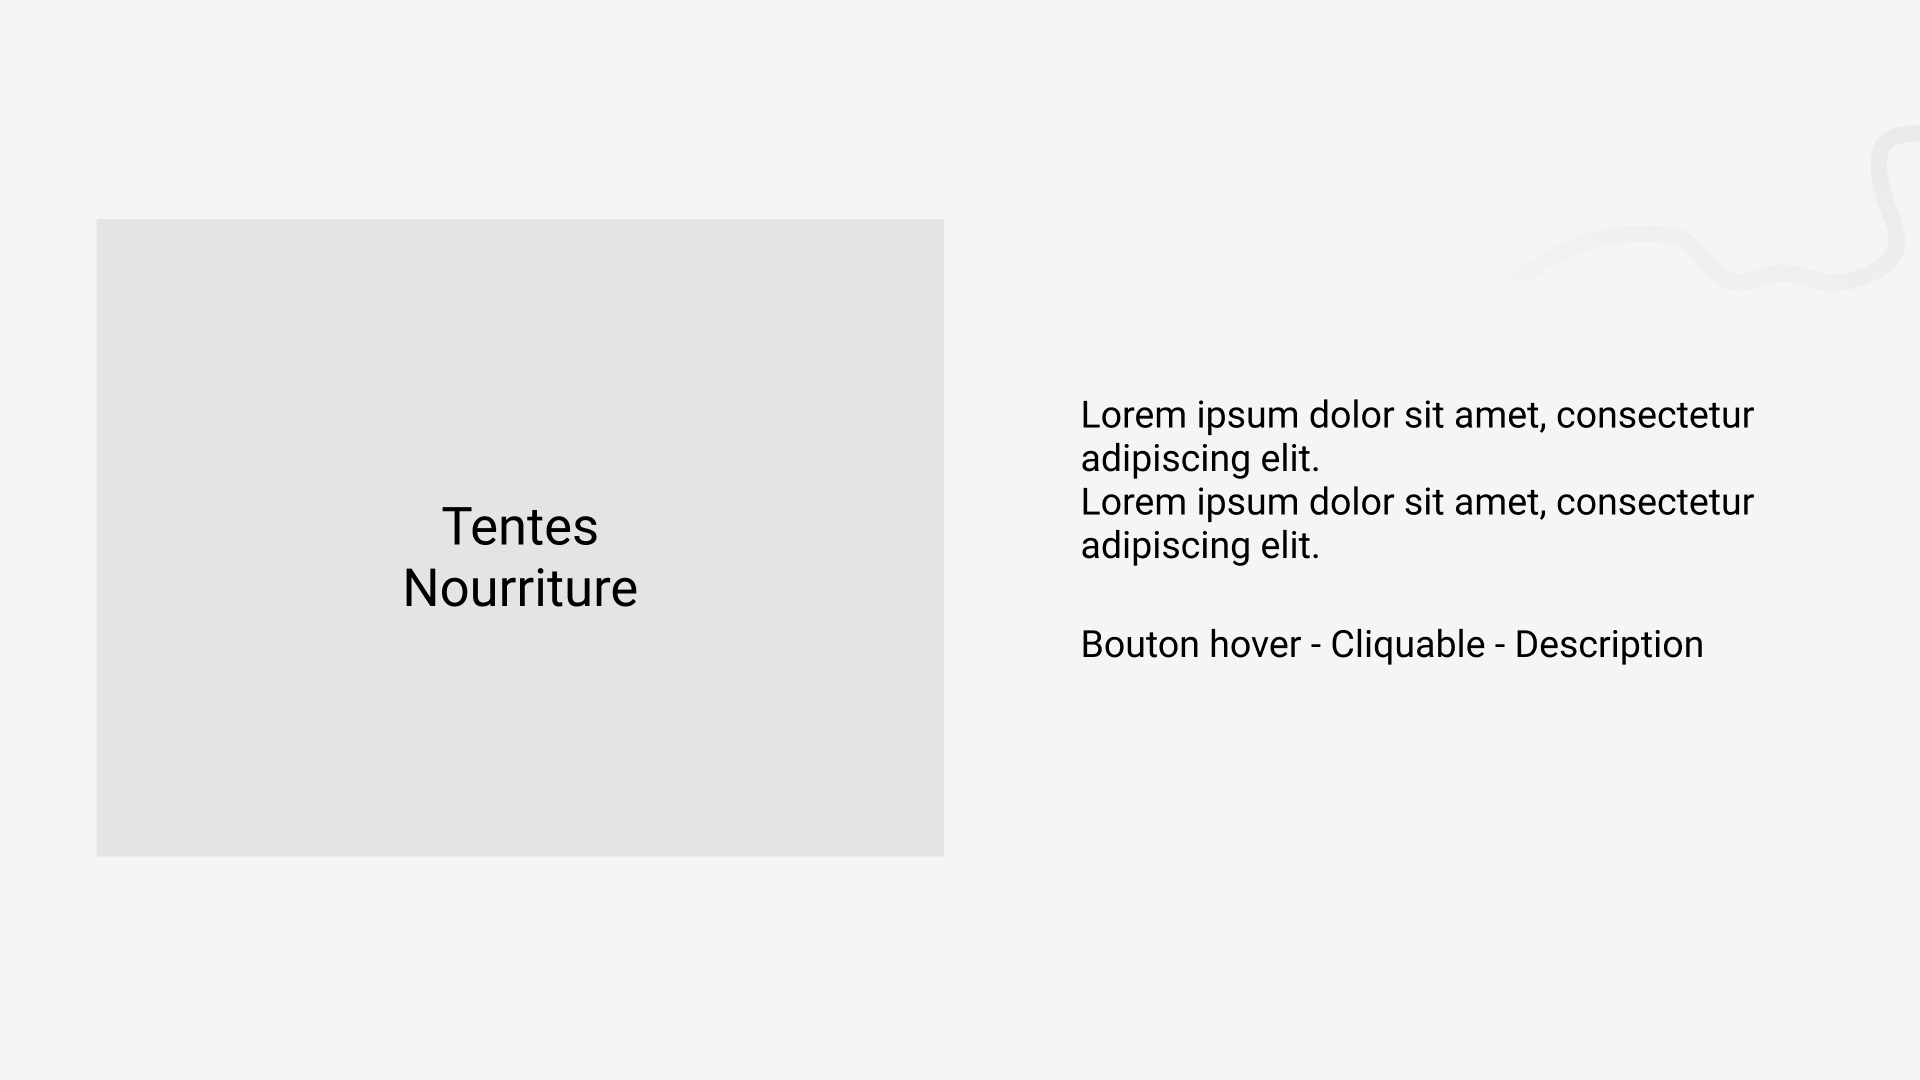 Tentes
Nourriture
Lorem ipsum dolor sit amet, consectetur
adipiscing elit.
Lorem ipsum dolor sit amet, consectetur
adipiscing elit.
Bouton hover - Cliquable - Description